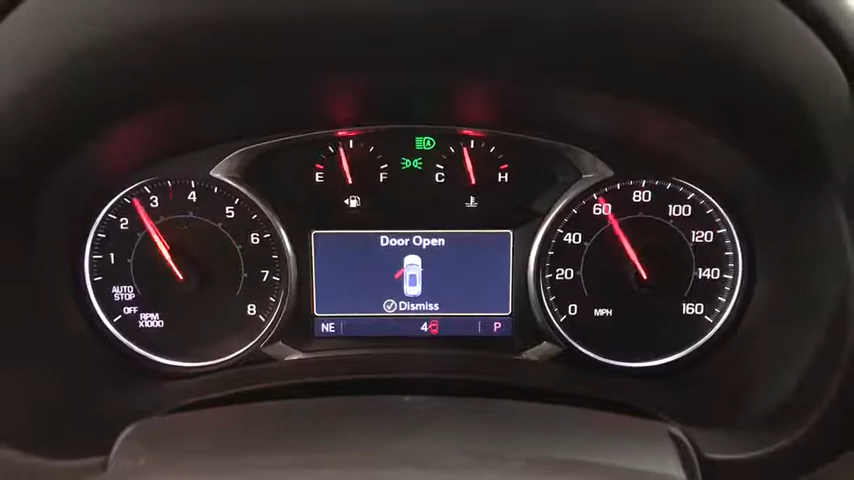 1 2 3 4 5 6 7 8
AUTO
STOP
OFF
RPM
X1000
E F
A
C H
Door Open
Dismiss
NE 4 P
0 20 40 60 80 100 120 140 160
MPH